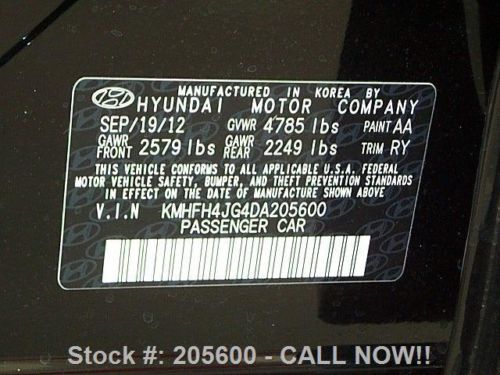 MANUFACTURED IN KOREA BY
HYUNDAI MOTOR COMPANY
SEP/19/12 GVWR 4785 lbs PAINT AA
GAWR FRONT 2579 lbs GAWR REAR 2249 lbs TRIM RY
THIS VEHICLE CONFORMS TO ALL APPLICABLE U.S.A. FEDERAL
MOTOR VEHICLE SAFETY, BUMPER, AND THEFT PREVENTION STANDARDS
IN EFFECT ON THE DATE OF MANUFACTURE SHOWN ABOVE
V.I.N KMHFH4JG4DA205600
PASSENGER CAR
Stock #: 205600 - CALL NOW!!